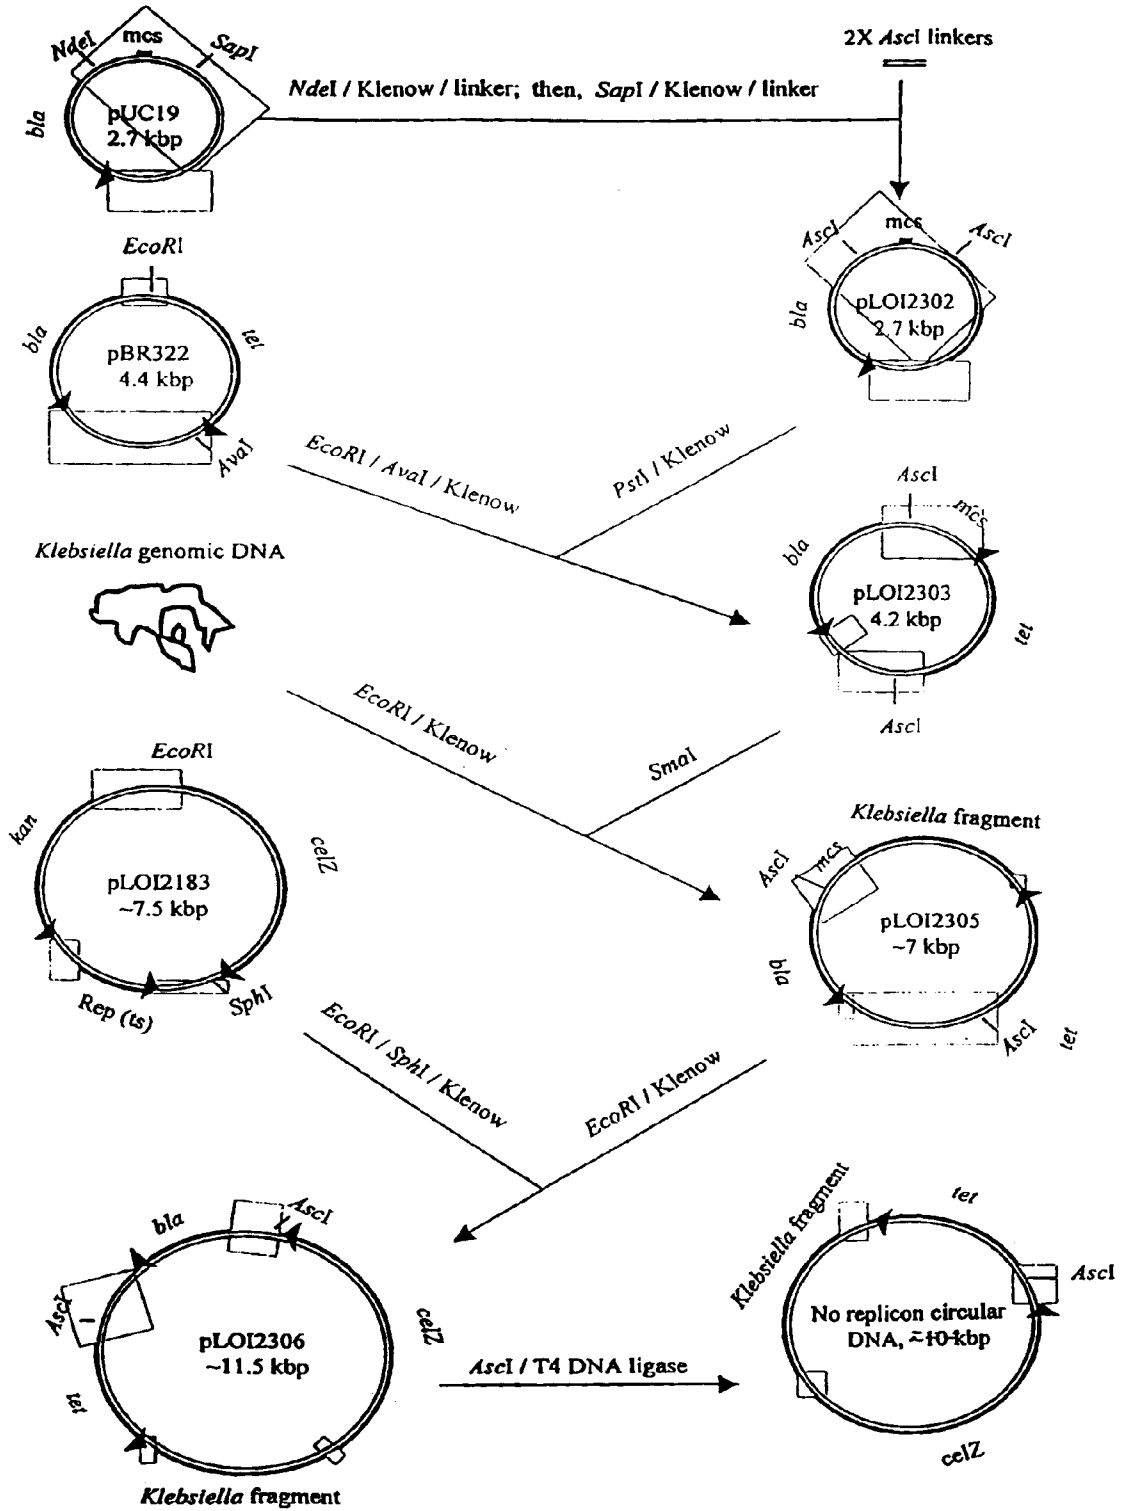 NdeI
mcs
SapI
2X AscI linkers
NdeI / Klenow / linker; then, SapI / Klenow / linker
bla
pUC19
2.7 kbp
EcoRI
AscI
mcs
AscI
bla
tet
pBR322
4.4 kbp
bla
pLOI2302
2.7 kbp
AvaI
EcoRI / AvaI / Klenow
PstI / Klenow
AscI
mcs
Klebsiella genomic DNA
bla
pLOI2303
4.2 kbp
tet
AscI
EcoRI / Klenow
SmaI
EcoRI
kan
celZ
pLOI2183
~7.5 kbp
Rep (ts)
SphI
Klebsiella fragment
AscI
mcs
pLOI2305
~7 kbp
bla
AscI
tet
EcoRI / SphI / Klenow
EcoRI / Klenow
bla
AscI
AscI
celZ
pLOI2306
~11.5 kbp
tet
Klebsiella fragment
AscI / T4 DNA ligase
Klebsiella fragment
tet
AscI
No replicon circular
DNA, ~10 kbp
celZ